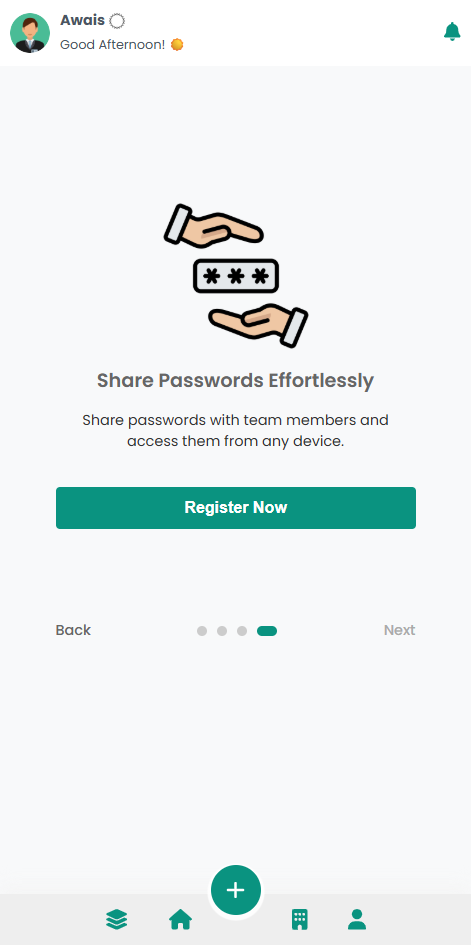 Awais
Good Afternoon!
***
Share Passwords Effortlessly
Share passwords with team members and
access them from any device.
Register Now
Back
Next